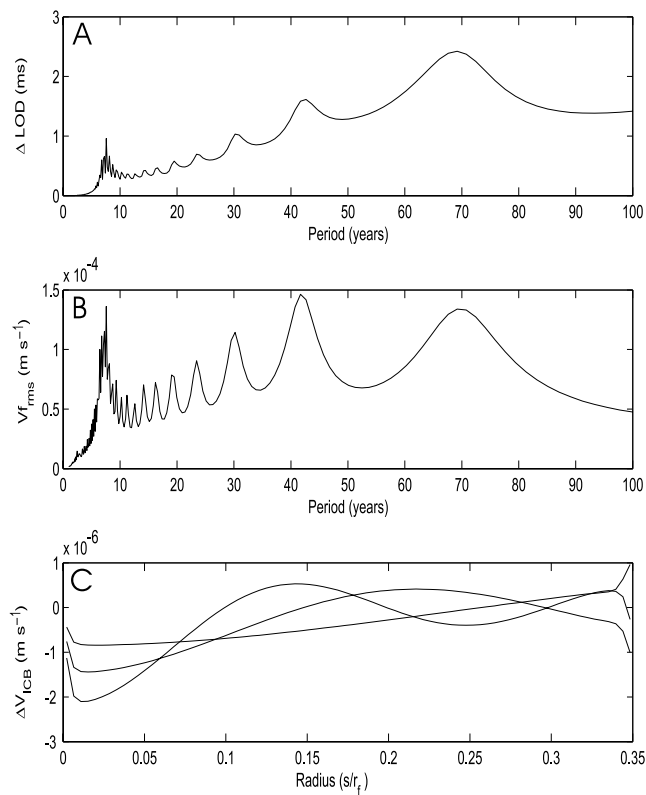 A
Δ LOD (ms)
3
2
1
0
0 10 20 30 40 50 60 70 80 90 100
Period (years)
x 10⁻⁴
B
Vf_rms (m s⁻¹)
1.5
1
0.5
0
0 10 20 30 40 50 60 70 80 90 100
Period (years)
x 10⁻⁶
C
ΔV_ICB (m s⁻¹)
1
0
-6
-2
-3
0 0.05 0.1 0.15 0.2 0.25 0.3 0.35
Radius (s/r_f)